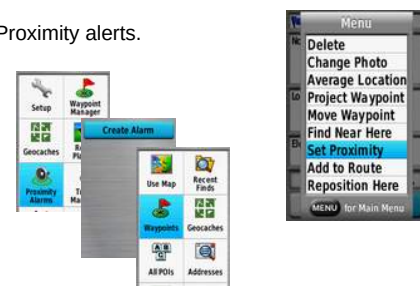 Proximity alerts.
Setup
Waypoint Manager
Geocaches
Proximity Alarms
Create Alarm
Use Map
Recent Finds
Waypoints
Geocaches
All POIs
Addresses
Menu
Delete
Change Photo
Average Location
Project Waypoint
Move Waypoint
Find Near Here
Set Proximity
Add to Route
Reposition Here
MENU for Main Menu